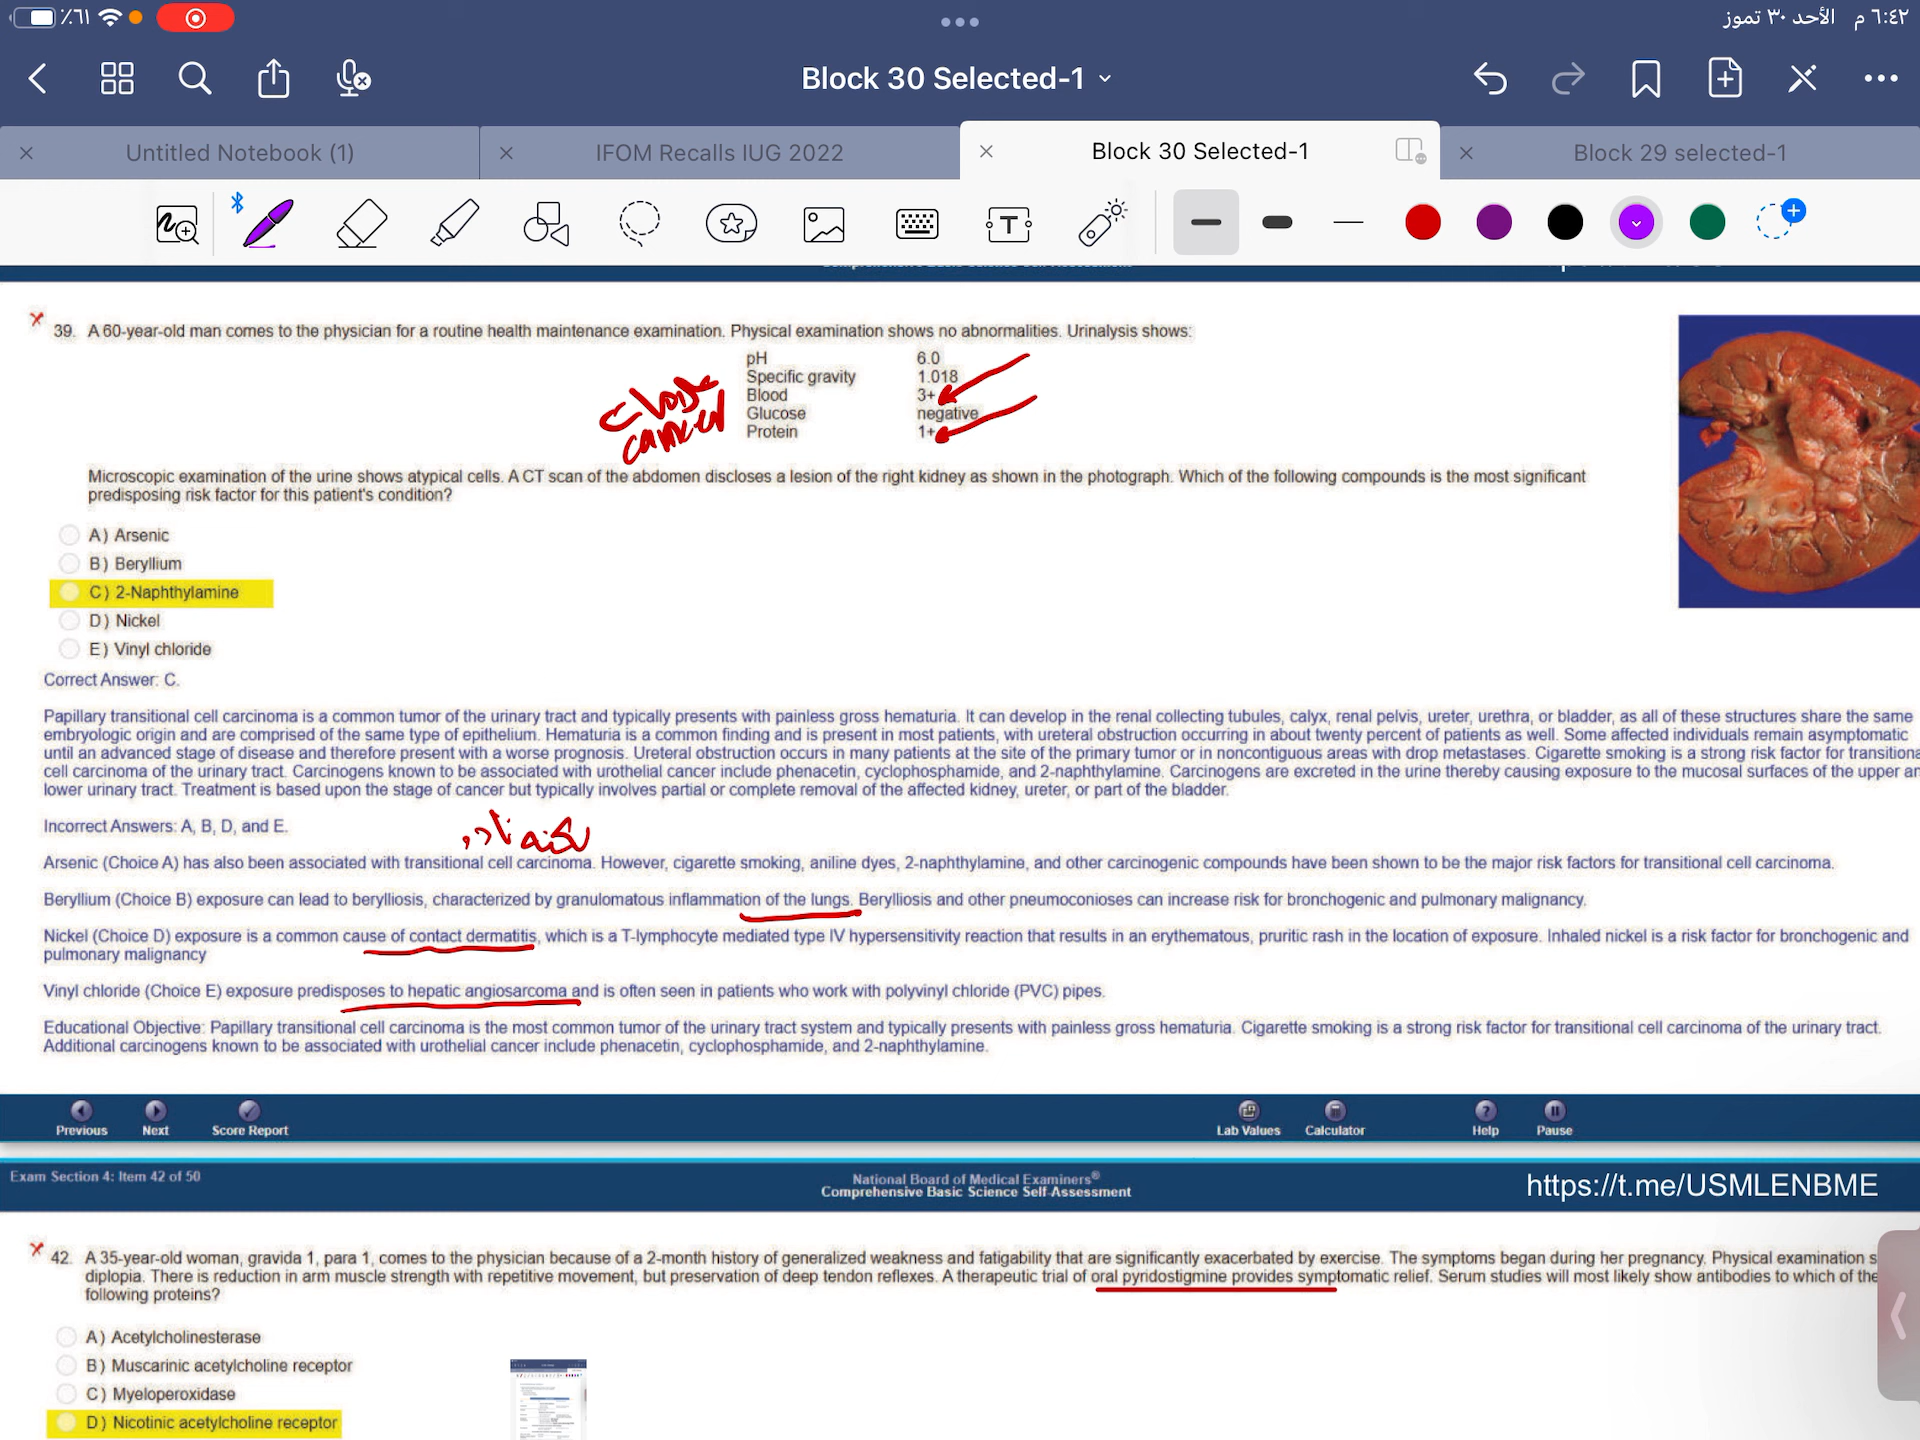 ٪٦١
٦:٤٢ م الأحد ٣٠ تموز
Block 30 Selected-1
Untitled Notebook (1)
IFOM Recalls IUG 2022
Block 30 Selected-1
Block 29 selected-1
39. A 60-year-old man comes to the physician for a routine health maintenance examination. Physical examination shows no abnormalities. Urinalysis shows:
pH 6.0
Specific gravity 1.018
Blood 3+
Glucose negative
Protein 1+
cancer
Microscopic examination of the urine shows atypical cells. A CT scan of the abdomen discloses a lesion of the right kidney as shown in the photograph. Which of the following compounds is the most significant
predisposing risk factor for this patient's condition?
A) Arsenic
B) Beryllium
C) 2-Naphthylamine
D) Nickel
E) Vinyl chloride
Correct Answer: C.
Papillary transitional cell carcinoma is a common tumor of the urinary tract and typically presents with painless gross hematuria. It can develop in the renal collecting tubules, calyx, renal pelvis, ureter, urethra, or bladder, as all of these structures share the same
embryologic origin and are comprised of the same type of epithelium. Hematuria is a common finding and is present in most patients, with ureteral obstruction occurring in about twenty percent of patients as well. Some affected individuals remain asymptomatic
until an advanced stage of disease and therefore present with a worse prognosis. Ureteral obstruction occurs in many patients at the site of the primary tumor or in noncontiguous areas with drop metastases. Cigarette smoking is a strong risk factor for transitiona
cell carcinoma of the urinary tract. Carcinogens known to be associated with urothelial cancer include phenacetin, cyclophosphamide, and 2-naphthylamine. Carcinogens are excreted in the urine thereby causing exposure to the mucosal surfaces of the upper an
lower urinary tract. Treatment is based upon the stage of cancer but typically involves partial or complete removal of the affected kidney, ureter, or part of the bladder.
Incorrect Answers: A, B, D, and E.
Arsenic (Choice A) has also been associated with transitional cell carcinoma. However, cigarette smoking, aniline dyes, 2-naphthylamine, and other carcinogenic compounds have been shown to be the major risk factors for transitional cell carcinoma.
Beryllium (Choice B) exposure can lead to berylliosis, characterized by granulomatous inflammation of the lungs. Berylliosis and other pneumoconioses can increase risk for bronchogenic and pulmonary malignancy.
Nickel (Choice D) exposure is a common cause of contact dermatitis, which is a T-lymphocyte mediated type IV hypersensitivity reaction that results in an erythematous, pruritic rash in the location of exposure. Inhaled nickel is a risk factor for bronchogenic and
pulmonary malignancy
Vinyl chloride (Choice E) exposure predisposes to hepatic angiosarcoma and is often seen in patients who work with polyvinyl chloride (PVC) pipes.
Educational Objective: Papillary transitional cell carcinoma is the most common tumor of the urinary tract system and typically presents with painless gross hematuria. Cigarette smoking is a strong risk factor for transitional cell carcinoma of the urinary tract.
Additional carcinogens known to be associated with urothelial cancer include phenacetin, cyclophosphamide, and 2-naphthylamine.
Previous Next Score Report Lab Values Calculator Help Pause
Exam Section 4: Item 42 of 50
National Board of Medical Examiners®
Comprehensive Basic Science Self-Assessment
https://t.me/USMLENBME
42. A 35-year-old woman, gravida 1, para 1, comes to the physician because of a 2-month history of generalized weakness and fatigability that are significantly exacerbated by exercise. The symptoms began during her pregnancy. Physical examination s
diplopia. There is reduction in arm muscle strength with repetitive movement, but preservation of deep tendon reflexes. A therapeutic trial of oral pyridostigmine provides symptomatic relief. Serum studies will most likely show antibodies to which of the
following proteins?
A) Acetylcholinesterase
B) Muscarinic acetylcholine receptor
C) Myeloperoxidase
D) Nicotinic acetylcholine receptor